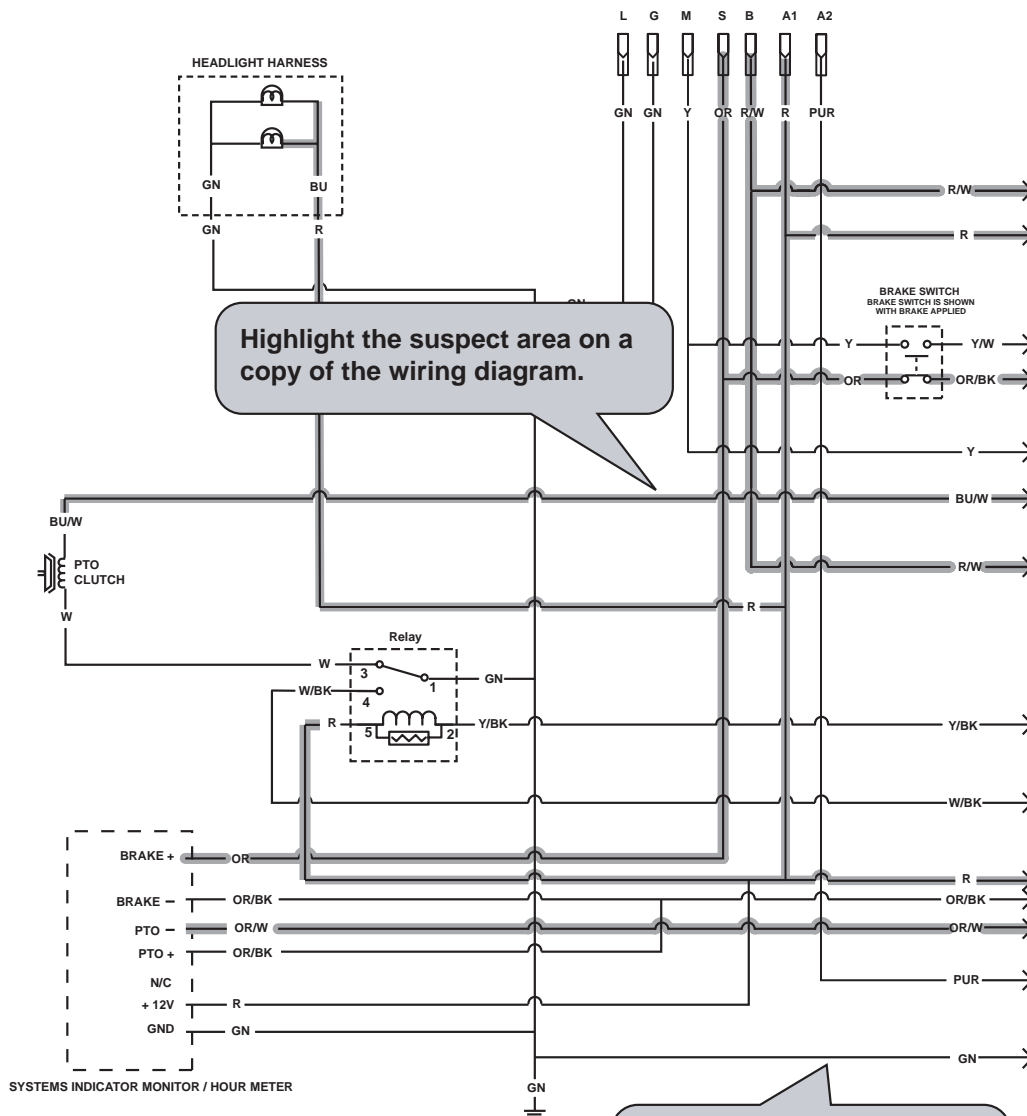 L G M S B A1 A2
HEADLIGHT HARNESS
GN GN Y OR R/W R PUR
GN BU
GN R
R/W
R
BRAKE SWITCH
BRAKE SWITCH IS SHOWN
WITH BRAKE APPLIED
Highlight the suspect area on a
copy of the wiring diagram.
Y Y/W
OR OR/BK
Y
BU/W
BU/W
PTO
CLUTCH
R/W
W
R
Relay
W 3
1 GN
W/BK 4
R 5 2 Y/BK Y/BK
W/BK
BRAKE + OR
R
BRAKE – OR/BK OR/BK
PTO – OR/W OR/W
PTO + OR/BK
N/C
PUR
+ 12V R
GND GN
GN
SYSTEMS INDICATOR MONITOR / HOUR METER
GN